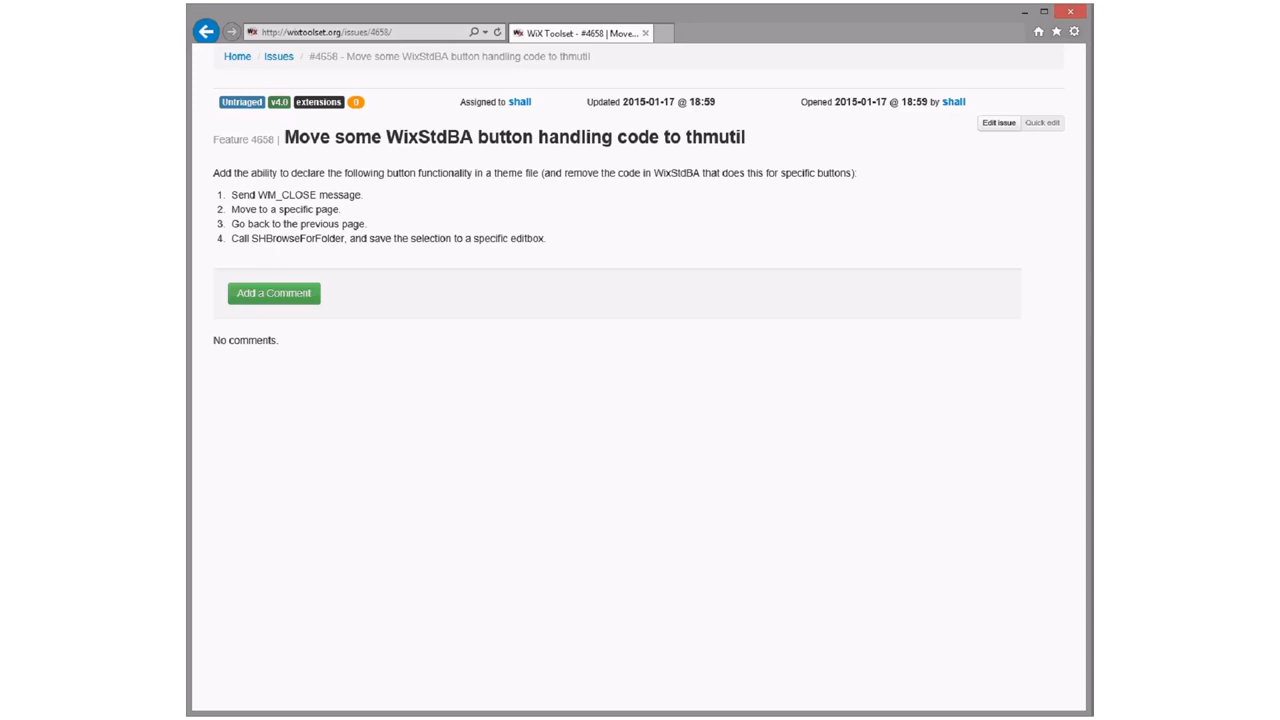 http://wixtoolset.org/issues/4658/
WiX Toolset - #4658 | Move...
Home / Issues / #4658 - Move some WixStdBA button handling code to thmutil
Untriaged v4.0 extensions 0 Assigned to shall Updated 2015-01-17 @ 18:59 Opened 2015-01-17 @ 18:59 by shall
Edit issue Quick edit
Feature 4658 | Move some WixStdBA button handling code to thmutil
Add the ability to declare the following button functionality in a theme file (and remove the code in WixStdBA that does this for specific buttons):
1. Send WM_CLOSE message.
2. Move to a specific page.
3. Go back to the previous page.
4. Call SHBrowseForFolder, and save the selection to a specific editbox.
Add a Comment
No comments.